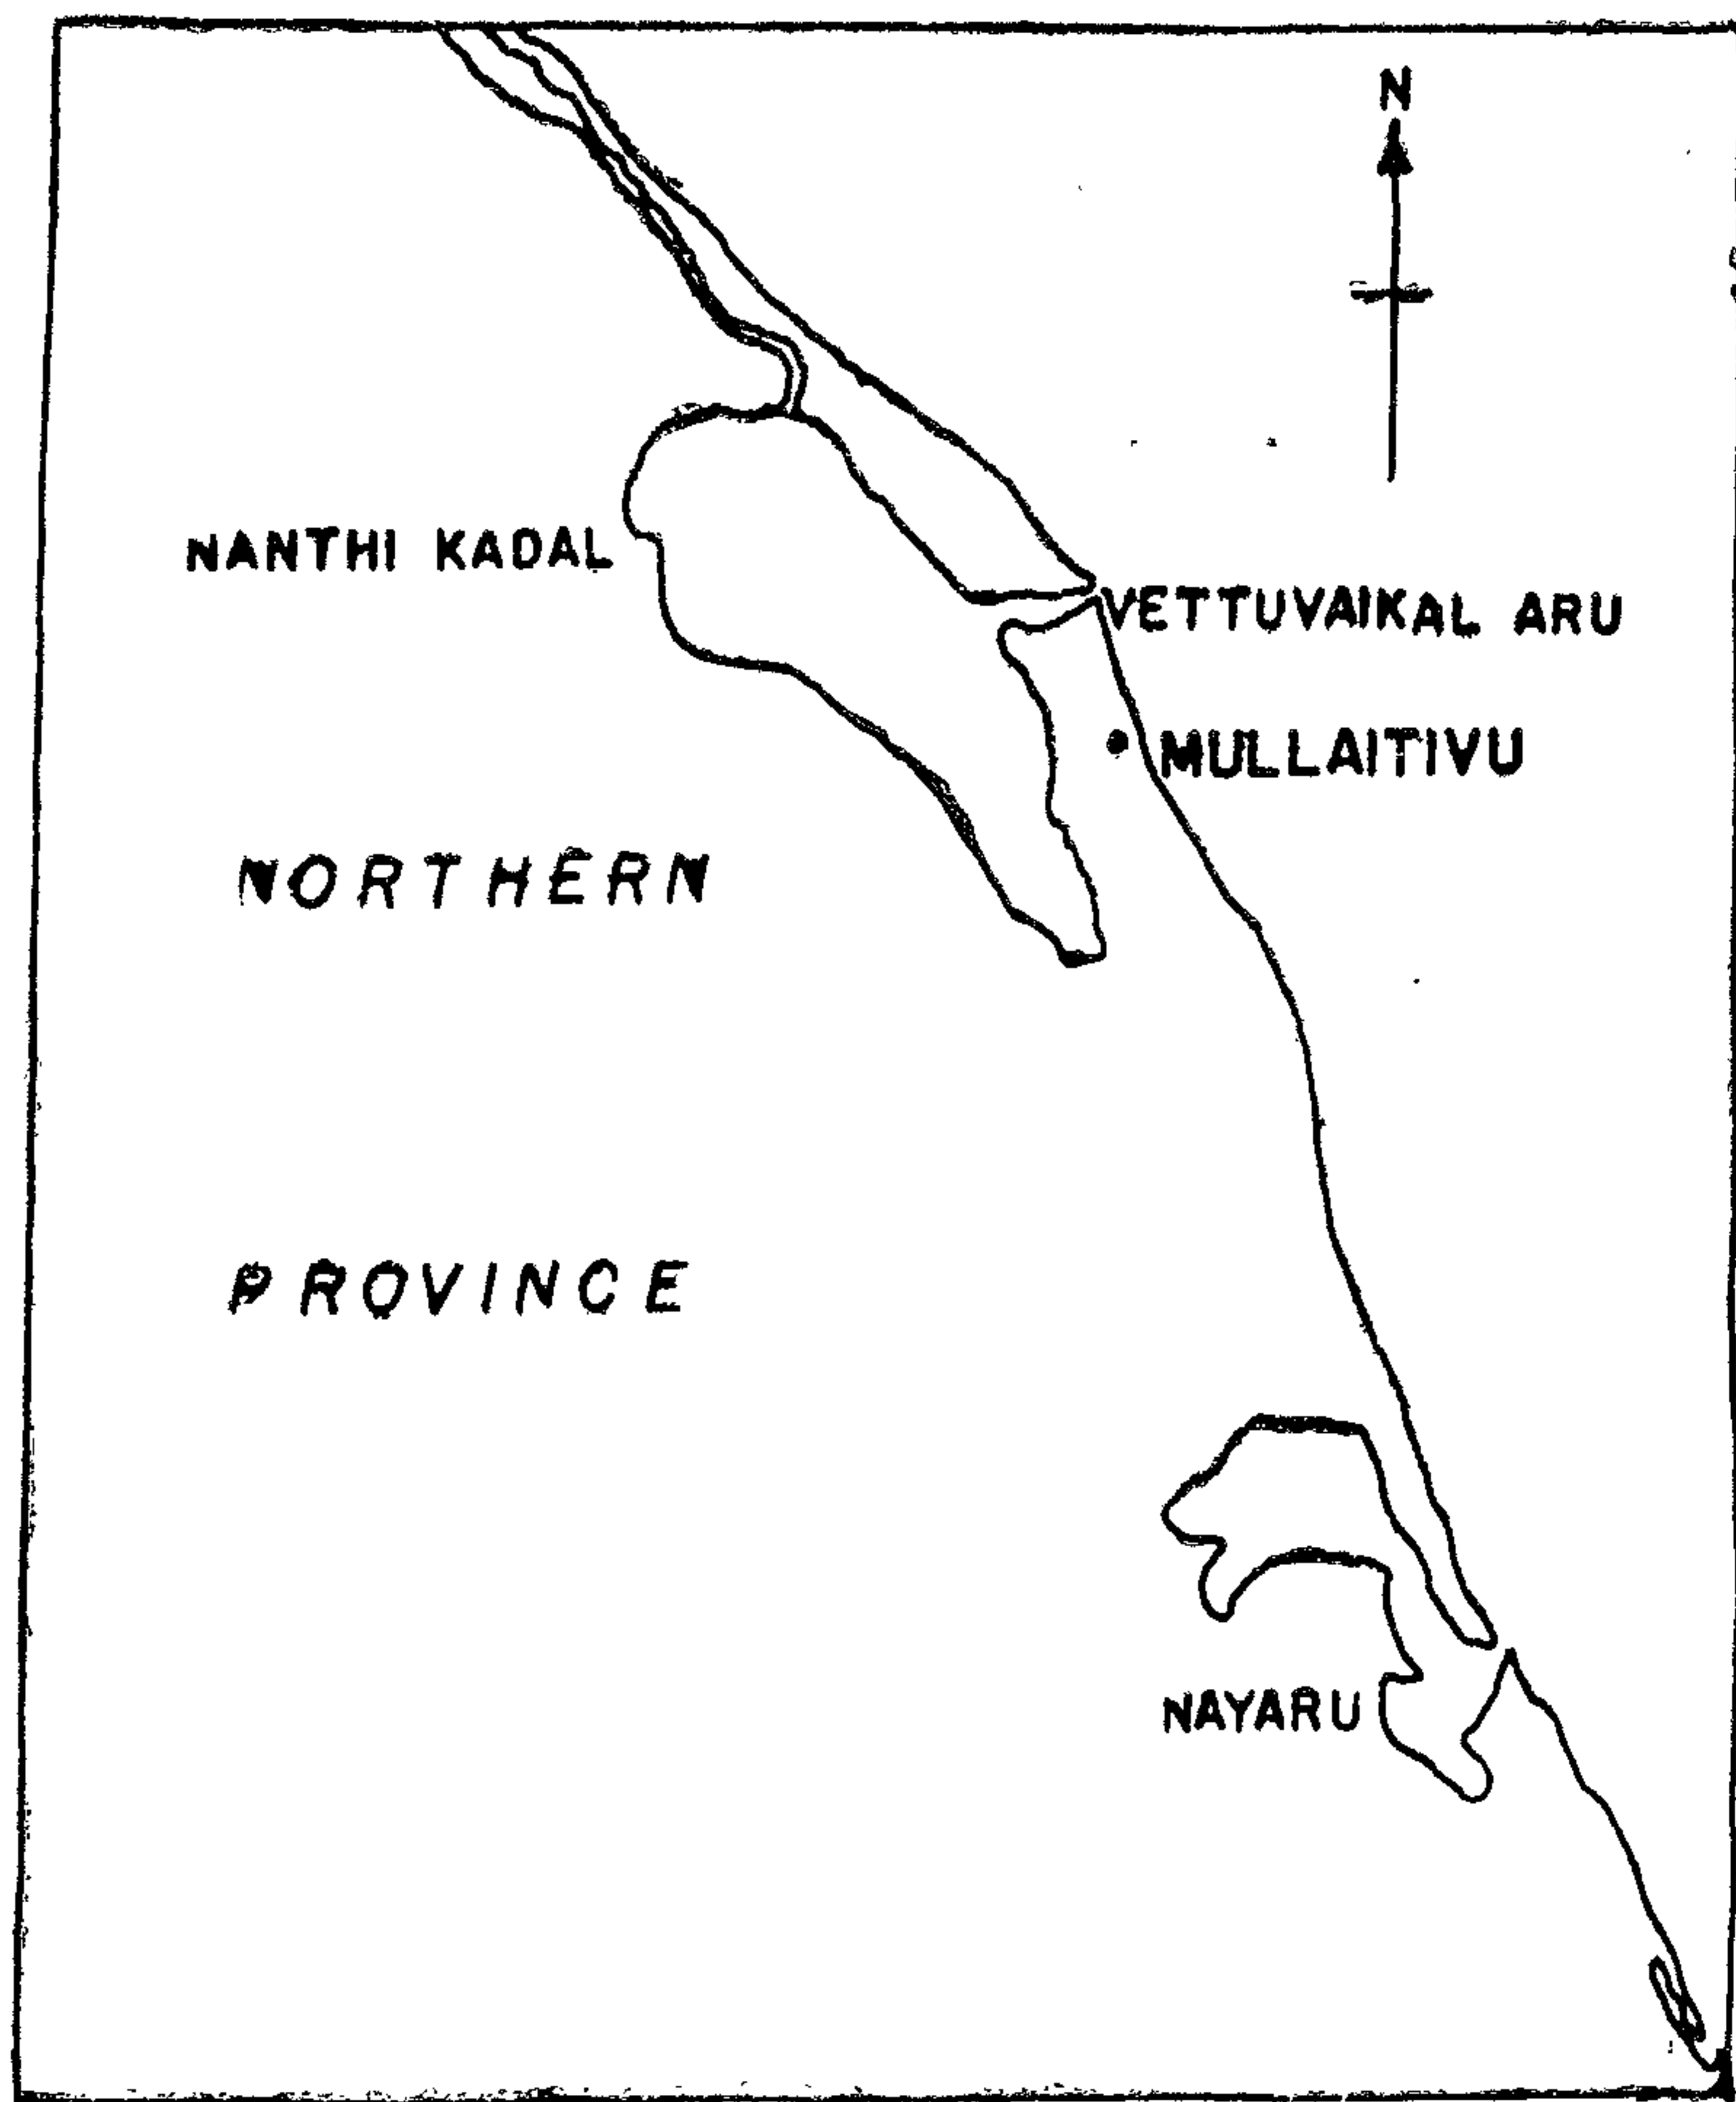 N
NANTHI KADAL
VETTUVAIKAL ARU
MULLAITIVU
NORTHERN
PROVINCE
NAYARU